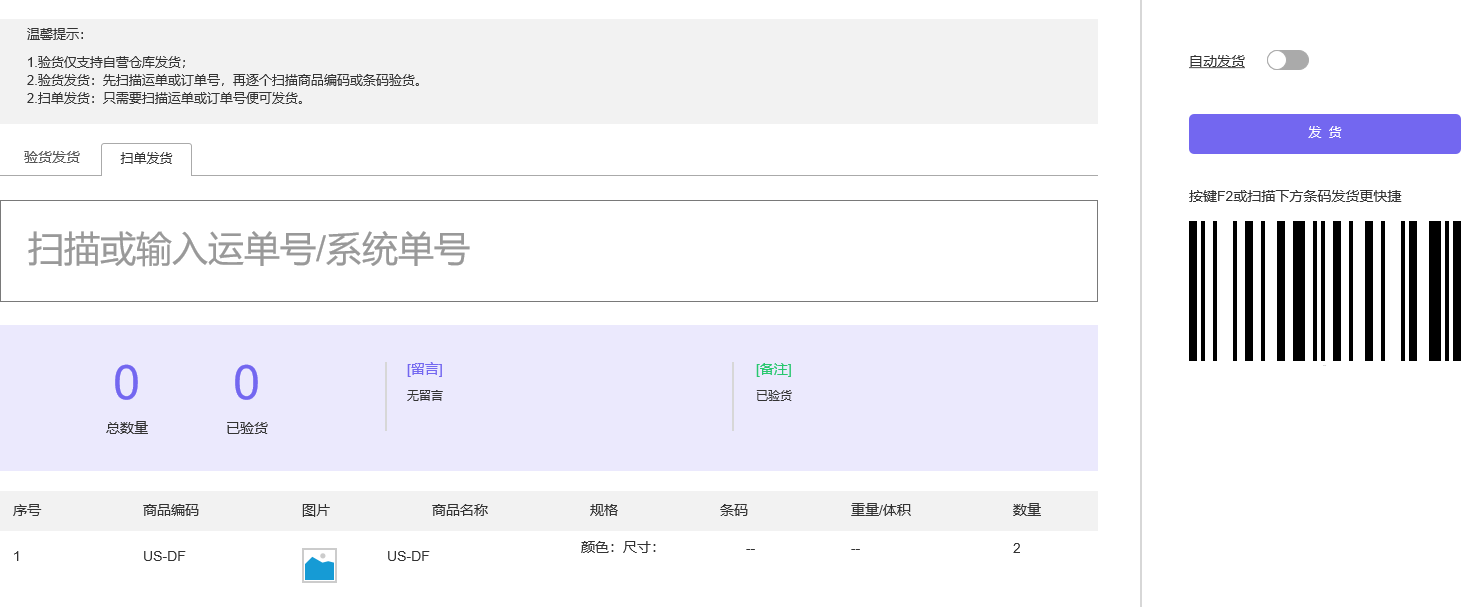 温馨提示：
1.验货仅支持自营仓库发货；
2.验货发货：先扫描运单或订单号，再逐个扫描商品编码或条码验货。
2.扫单发货：只需要扫描运单或订单号便可发货。
验货发货 扫单发货
扫描或输入运单号/系统单号
0 0 [留言] [备注]
无留言 已验货
总数量 已验货
序号 商品编码 图片 商品名称 规格 条码 重量/体积 数量
1 US-DF US-DF 颜色：尺寸： -- -- 2
自动发货
发 货
按键F2或扫描下方条码发货更快捷